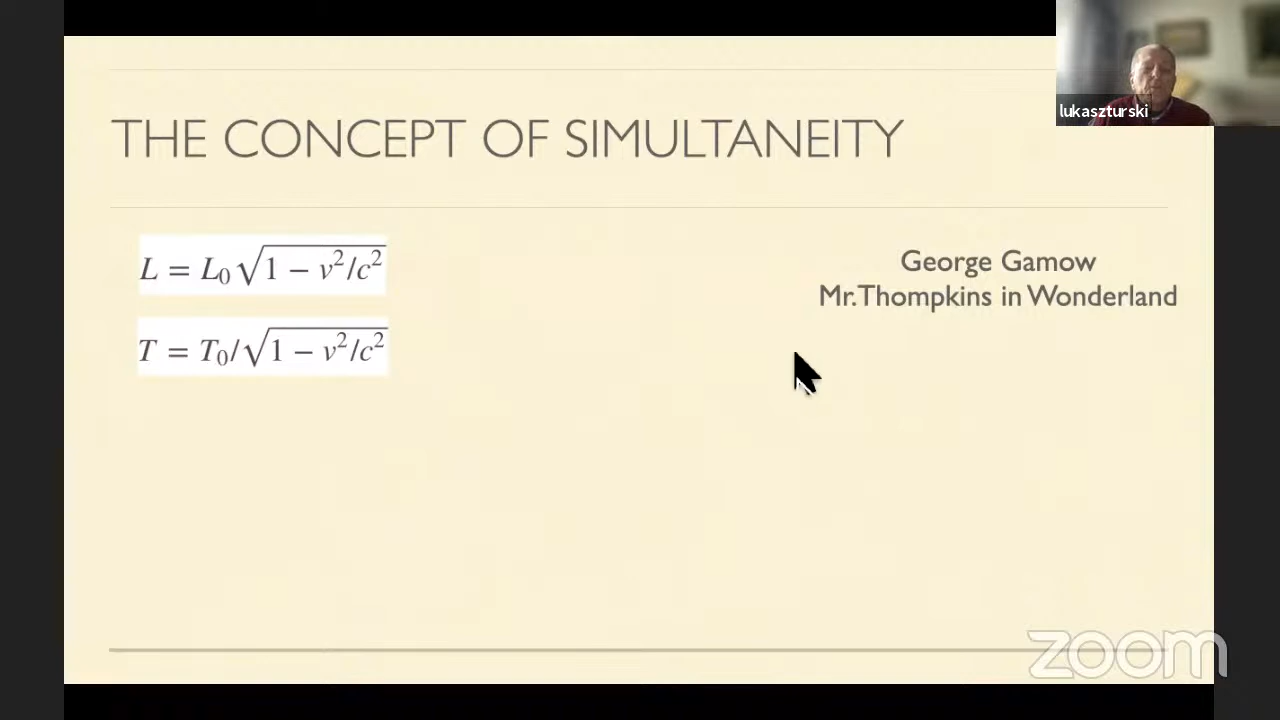 lukaszturski
THE CONCEPT OF SIMULTANEITY
L = L₀√(1 − v²/c²)
T = T₀/√(1 − v²/c²)
George Gamow
Mr.Thompkins in Wonderland
zoom